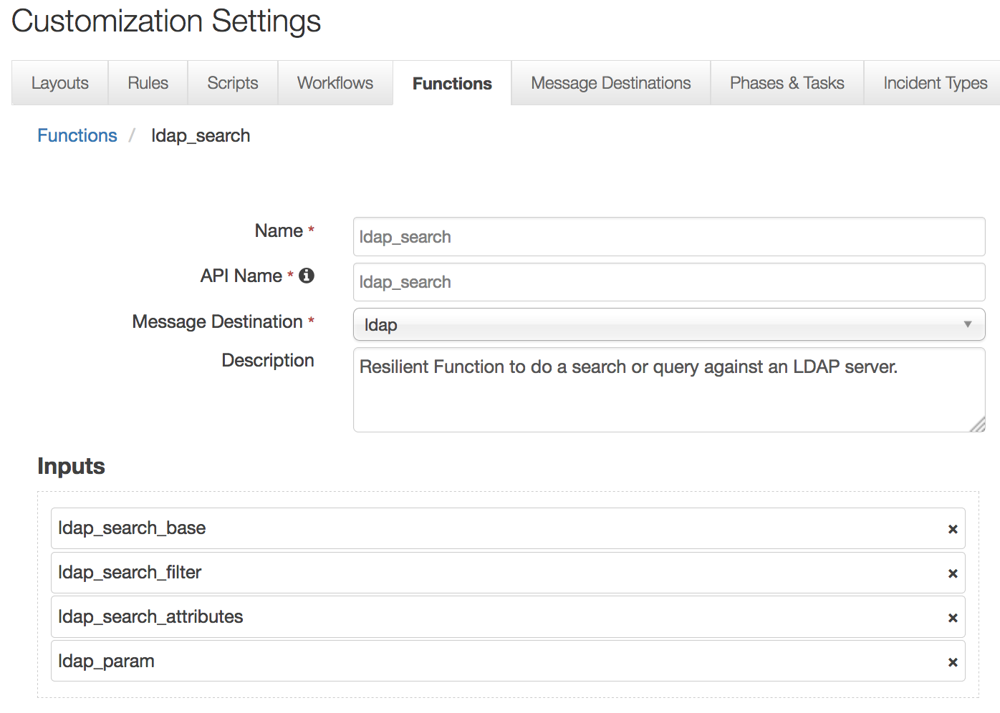 Customization Settings
Layouts Rules Scripts Workflows Functions Message Destinations Phases & Tasks Incident Types
Functions / ldap_search
Name * ldap_search
API Name * ldap_search
Message Destination * ldap
Description Resilient Function to do a search or query against an LDAP server.
Inputs
ldap_search_base
ldap_search_filter
ldap_search_attributes
ldap_param